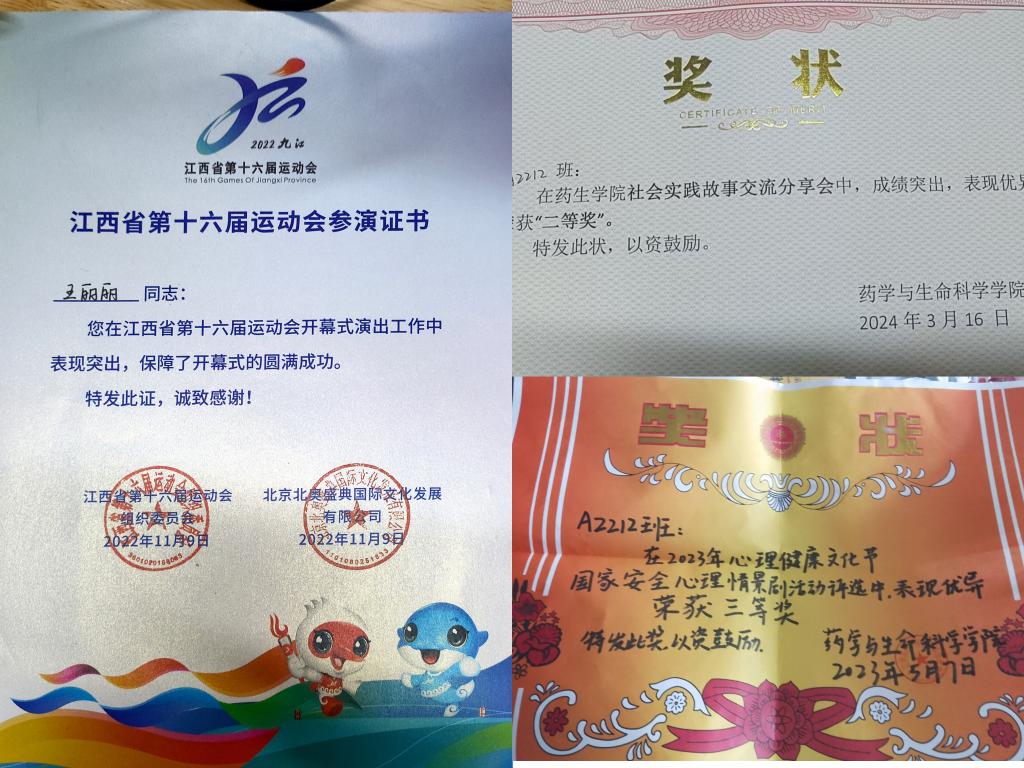 2022 九江
江西省第十六届运动会
The 16th Games Of Jiangxi Province
江西省第十六届运动会参演证书
王丽丽 同志：
您在江西省第十六届运动会开幕式演出工作中
表现突出，保障了开幕式的圆满成功。
特发此证，诚致感谢！
江西省第十六届运动会
组织委员会
2022年11月9日
北京北奥盛典国际文化发展
有限公司
2022年11月9日
1101080251633
奖 状
CERTIFICATE OF MERIT
2212 班：
在药生学院社会实践故事交流分享会中，成绩突出，表现优
获“二等奖”。
特发此状，以资鼓励。
药学与生命科学学院
2024 年 3 月 16 日
奖 状
A2212班：
在2023年心理健康文化节
国家安全心理情景剧活动评选中，表现优异
荣获 三等奖
特发此奖，以资鼓励.
药学与生命科学学院
2023年5月7日